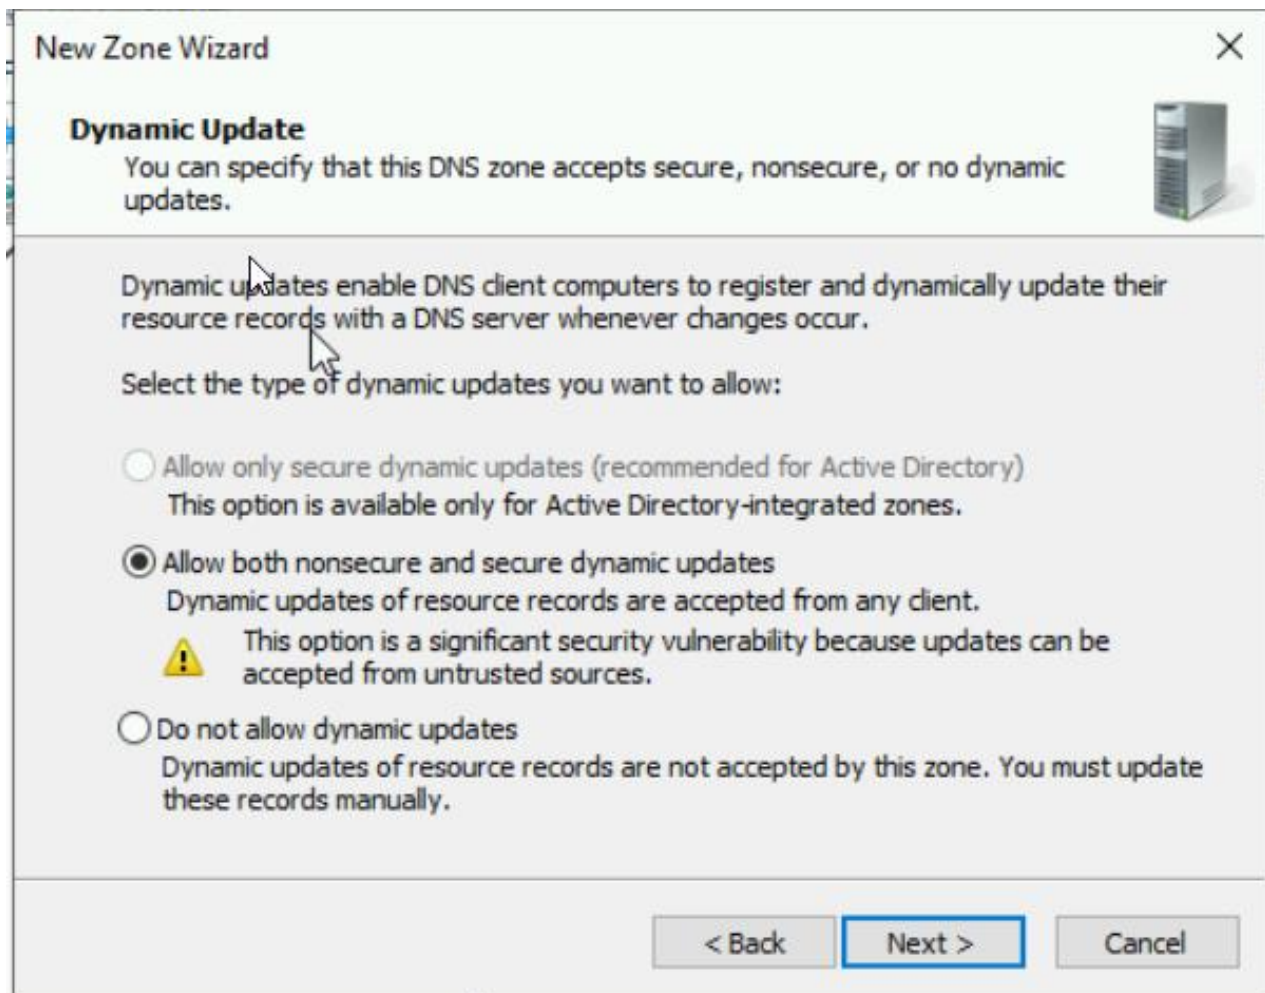 New Zone Wizard
Dynamic Update
You can specify that this DNS zone accepts secure, nonsecure, or no dynamic
updates.
Dynamic updates enable DNS client computers to register and dynamically update their
resource records with a DNS server whenever changes occur.
Select the type of dynamic updates you want to allow:
Allow only secure dynamic updates (recommended for Active Directory)
This option is available only for Active Directory-integrated zones.
Allow both nonsecure and secure dynamic updates
Dynamic updates of resource records are accepted from any client.
This option is a significant security vulnerability because updates can be
accepted from untrusted sources.
Do not allow dynamic updates
Dynamic updates of resource records are not accepted by this zone. You must update
these records manually.
< Back
Next >
Cancel